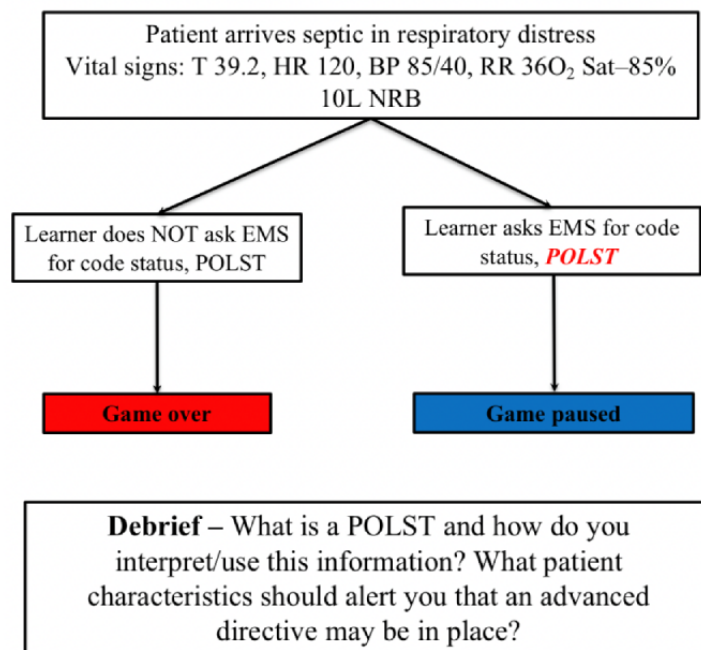 Patient arrives septic in respiratory distress
Vital signs: T 39.2, HR 120, BP 85/40, RR 36O₂ Sat–85%
10L NRB
Learner does NOT ask EMS
for code status, POLST
Learner asks EMS for code
status, POLST
Game over
Game paused
Debrief – What is a POLST and how do you
interpret/use this information? What patient
characteristics should alert you that an advanced
directive may be in place?